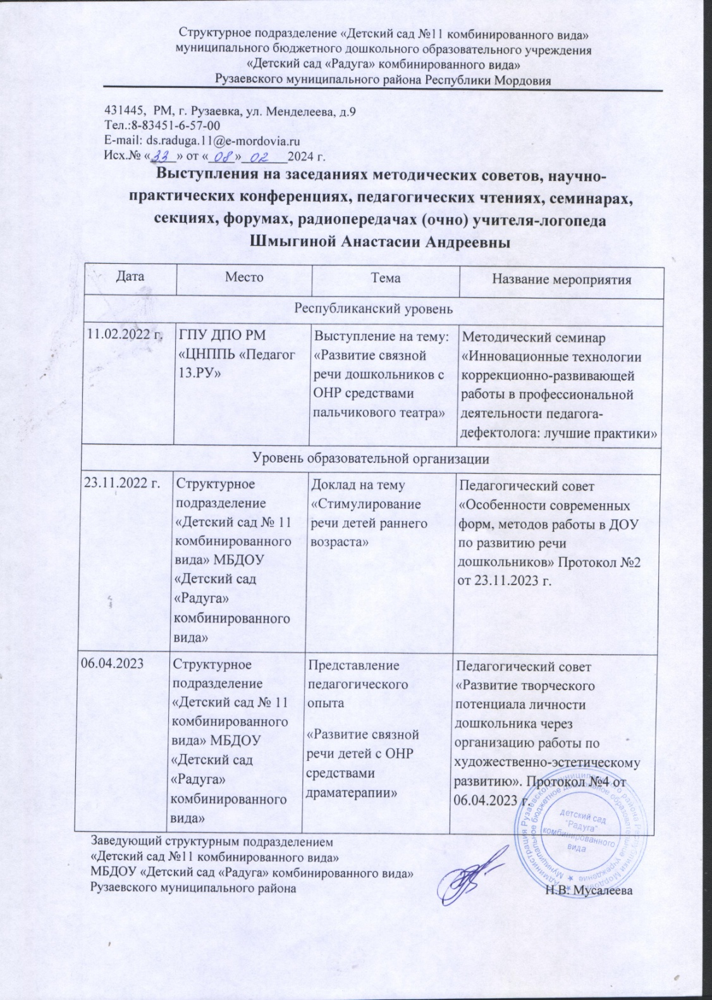 Структурное подразделение «Детский сад №11 комбинированного вида»
муниципального бюджетного дошкольного образовательного учреждения
«Детский сад «Радуга» комбинированного вида»
Рузаевского муниципального района Республики Мордовия
431445, РМ, г. Рузаевка, ул. Менделеева, д.9
Тел.:8-83451-6-57-00
E-mail: ds.raduga.11@e-mordovia.ru
Исх.№ «33» от «08» 02 2024 г.
Выступления на заседаниях методических советов, научно-
практических конференциях, педагогических чтениях, семинарах,
секциях, форумах, радиопередачах (очно) учителя-логопеда
Шмыгиной Анастасии Андреевны
Дата
Место
Тема
Название мероприятия
Республиканский уровень
11.02.2022 г.
ГПУ ДПО РМ
«ЦНППЬ «Педагог
13.РУ»
Выступление на тему:
«Развитие связной
речи дошкольников с
ОНР средствами
пальчикового театра»
Методический семинар
«Инновационные технологии
коррекционно-развивающей
работы в профессиональной
деятельности педагога-
дефектолога: лучшие практики»
Уровень образовательной организации
23.11.2022 г.
Структурное
подразделение
«Детский сад № 11
комбинированного
вида» МБДОУ
«Детский сад
«Радуга»
комбинированного
вида»
Доклад на тему
«Стимулирование
речи детей раннего
возраста»
Педагогический совет
«Особенности современных
форм, методов работы в ДОУ
по развитию речи
дошкольников» Протокол №2
от 23.11.2023 г.
06.04.2023
Структурное
подразделение
«Детский сад № 11
комбинированного
вида» МБДОУ
«Детский сад
«Радуга»
комбинированного
вида»
Представление
педагогического
опыта
«Развитие связной
речи детей с ОНР
средствами
драматерапии»
Педагогический совет
«Развитие творческого
потенциала личности
дошкольника через
организацию работы по
художественно-эстетическому
развитию». Протокол №4 от
06.04.2023 г.
Администрация Рузаевского муниципального района Республики Мордовия
Муниципальное бюджетное дошкольное образовательное учреждение
детский сад
"Радуга"
комбинированного
вида
Заведующий структурным подразделением
«Детский сад №11 комбинированного вида»
МБДОУ «Детский сад «Радуга» комбинированного вида»
Рузаевского муниципального района
Н.В. Мусалеева